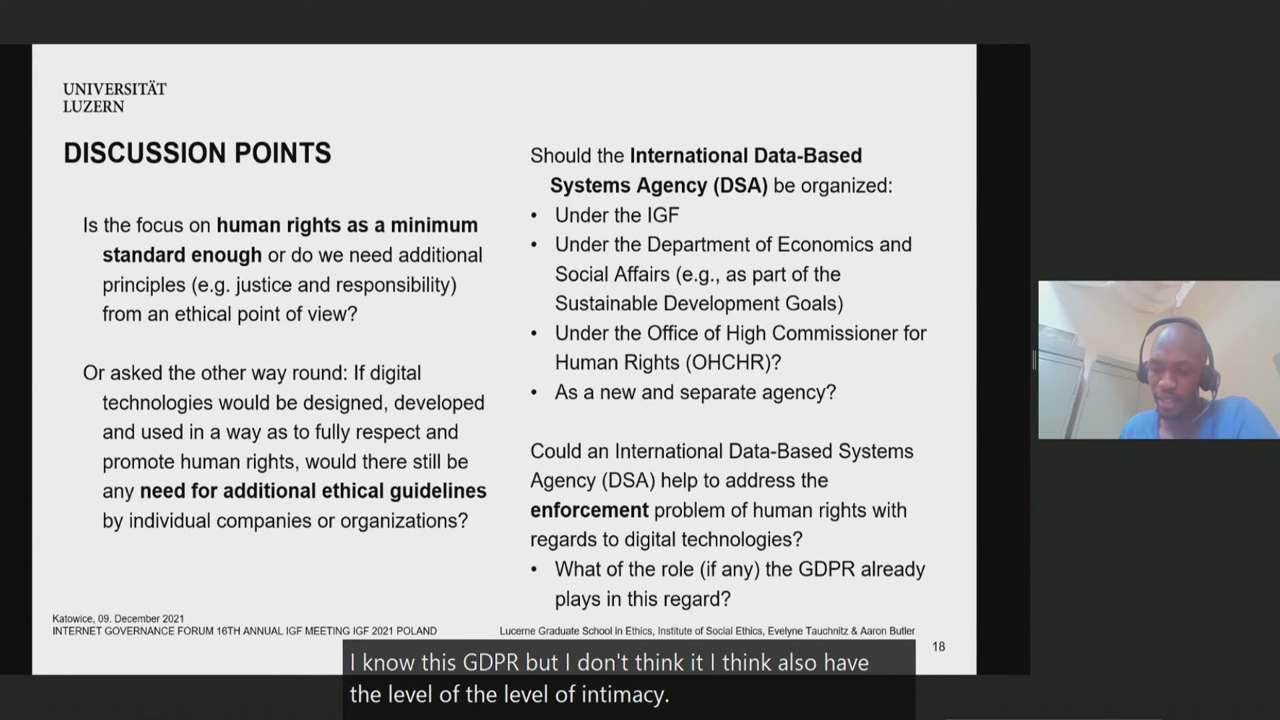 UNIVERSITÄT
LUZERN
DISCUSSION POINTS
Is the focus on human rights as a minimum
standard enough or do we need additional
principles (e.g. justice and responsibility)
from an ethical point of view?
Or asked the other way round: If digital
technologies would be designed, developed
and used in a way as to fully respect and
promote human rights, would there still be
any need for additional ethical guidelines
by individual companies or organizations?
Should the International Data-Based
Systems Agency (DSA) be organized:
• Under the IGF
• Under the Department of Economics and
Social Affairs (e.g., as part of the
Sustainable Development Goals)
• Under the Office of High Commissioner for
Human Rights (OHCHR)?
• As a new and separate agency?
Could an International Data-Based Systems
Agency (DSA) help to address the
enforcement problem of human rights with
regards to digital technologies?
• What of the role (if any) the GDPR already
plays in this regard?
Katowice, 09. December 2021
INTERNET GOVERNANCE FORUM 16TH ANNUAL IGF MEETING IGF 2021 POLAND
Lucerne Graduate School in Ethics, Institute of Social Ethics, Evelyne Tauchnitz & Aaron Butler
18
I know this GDPR but I don't think it I think also have
the level of the level of intimacy.